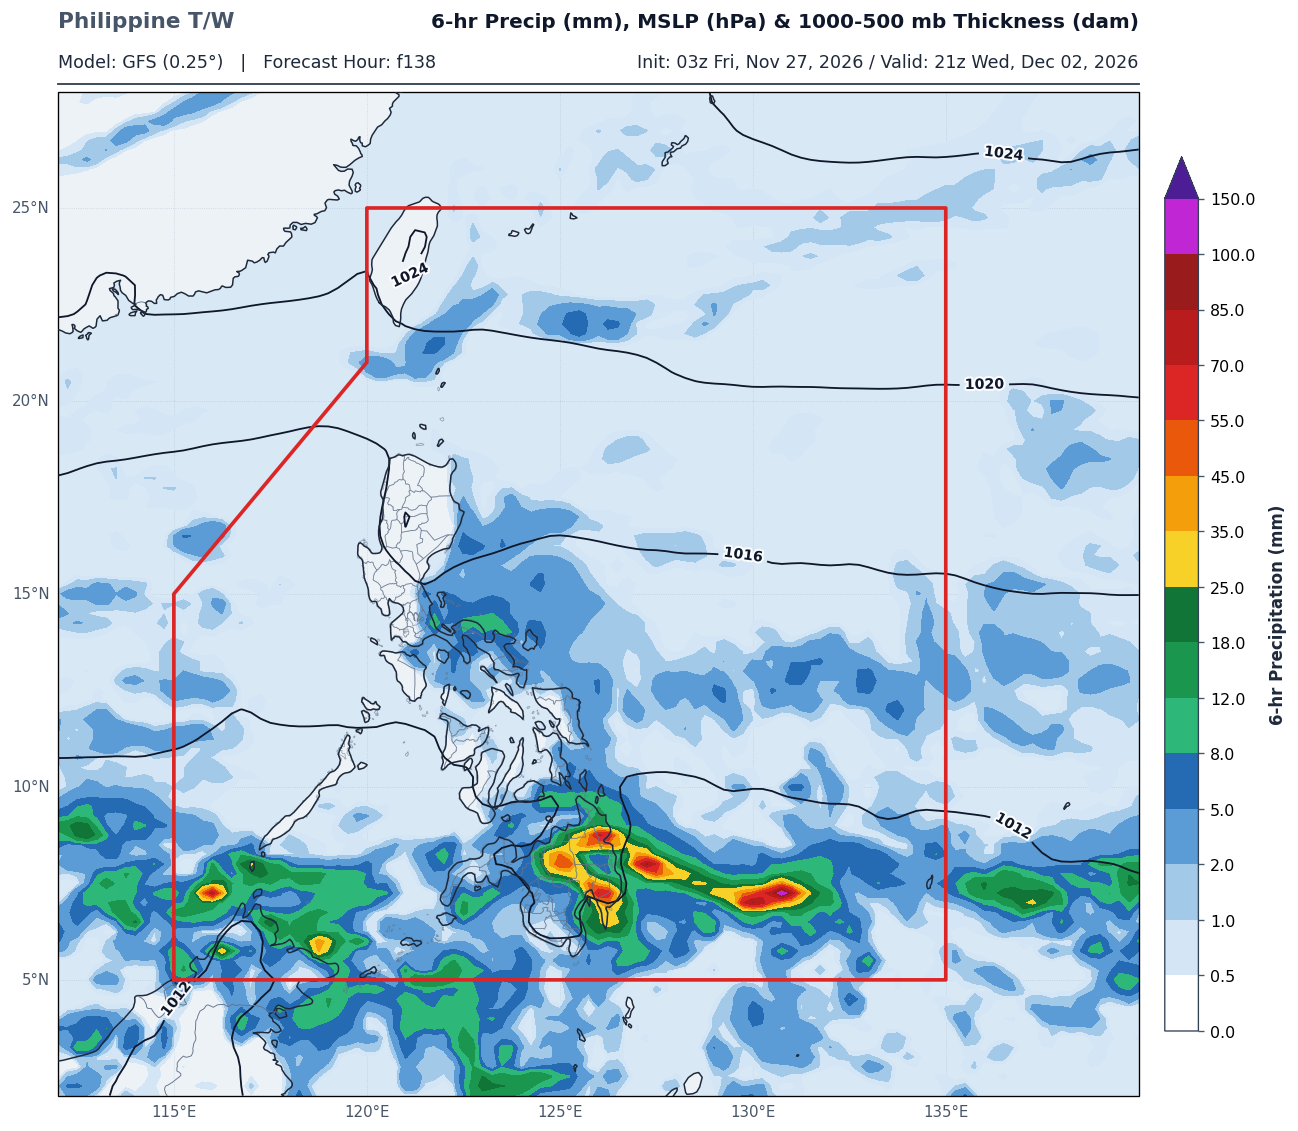 Philippine T/W
6-hr Precip (mm), MSLP (hPa) & 1000-500 mb Thickness (dam)
Model: GFS (0.25°) | Forecast Hour: f138
Init: 03z Fri, Nov 27, 2026 / Valid: 21z Wed, Dec 02, 2026
1024
1024
1020
1016
1012
1012
25°N
20°N
15°N
10°N
5°N
115°E
120°E
125°E
130°E
135°E
150.0
100.0
85.0
70.0
55.0
45.0
35.0
25.0
18.0
12.0
8.0
5.0
2.0
1.0
0.5
0.0
6-hr Precipitation (mm)